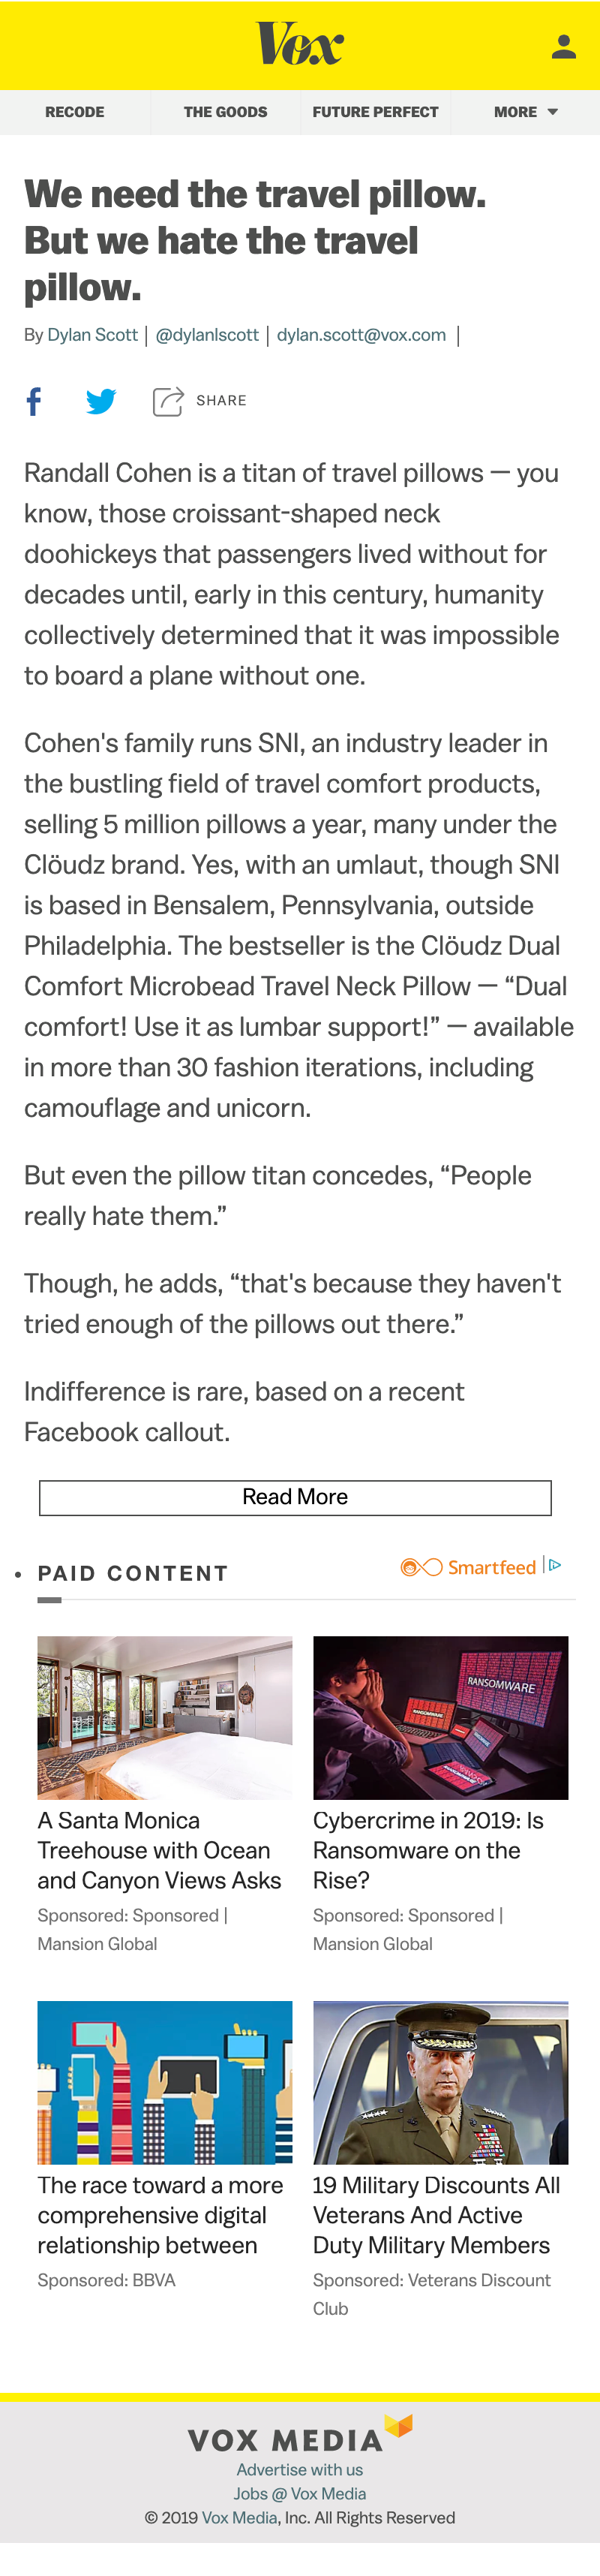 Vox
RECODE
THE GOODS
FUTURE PERFECT
MORE
We need the travel pillow.
But we hate the travel
pillow.
By Dylan Scott | @dylanlscott | dylan.scott@vox.com |
SHARE
Randall Cohen is a titan of travel pillows — you
know, those croissant-shaped neck
doohickeys that passengers lived without for
decades until, early in this century, humanity
collectively determined that it was impossible
to board a plane without one.
Cohen's family runs SNI, an industry leader in
the bustling field of travel comfort products,
selling 5 million pillows a year, many under the
Clöudz brand. Yes, with an umlaut, though SNI
is based in Bensalem, Pennsylvania, outside
Philadelphia. The bestseller is the Clöudz Dual
Comfort Microbead Travel Neck Pillow — “Dual
comfort! Use it as lumbar support!” — available
in more than 30 fashion iterations, including
camouflage and unicorn.
But even the pillow titan concedes, “People
really hate them.”
Though, he adds, “that's because they haven't
tried enough of the pillows out there.”
Indifference is rare, based on a recent
Facebook callout.
Read More
• PAID CONTENT
Smartfeed
RANSOMWARE
RANSOMWARE
A Santa Monica
Treehouse with Ocean
and Canyon Views Asks
Sponsored: Sponsored |
Mansion Global
Cybercrime in 2019: Is
Ransomware on the
Rise?
Sponsored: Sponsored |
Mansion Global
The race toward a more
comprehensive digital
relationship between
Sponsored: BBVA
19 Military Discounts All
Veterans And Active
Duty Military Members
Sponsored: Veterans Discount
Club
VOX MEDIA
Advertise with us
Jobs @ Vox Media
© 2019 Vox Media, Inc. All Rights Reserved